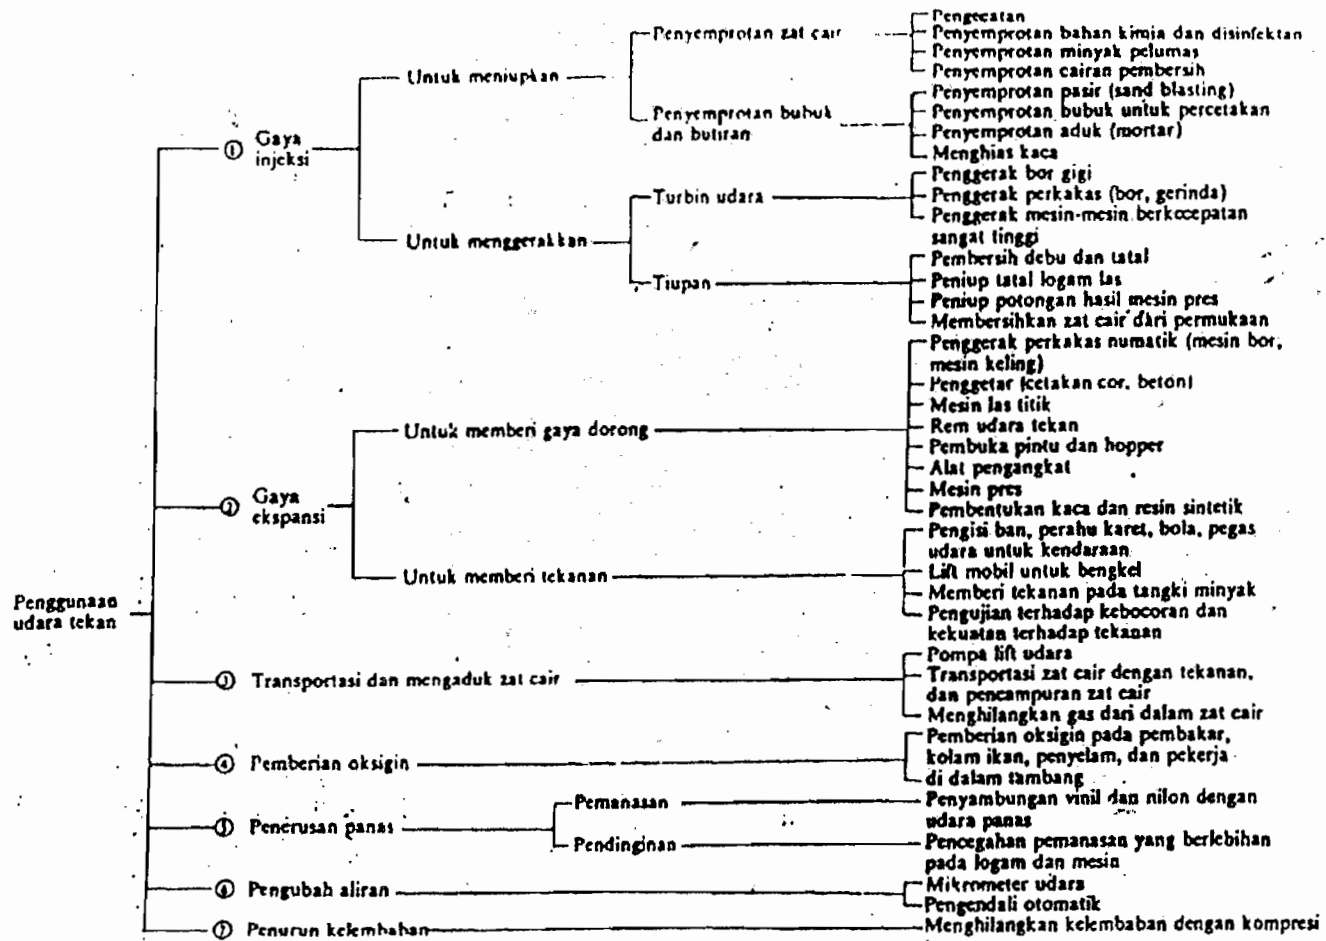 Penggunaan
udara tekan
① Gaya
injeksi
Untuk meniupkan
Penyemprotan zat cair
Pengecatan
Penyemprotan bahan kimia dan disinfektan
Penyemprotan minyak pelumas
Penyemprotan cairan pembersih
Penyemprotan bubuk
dan butiran
Penyemprotan pasir (sand blasting)
Penyemprotan bubuk untuk percetakan
Penyemprotan aduk (mortar)
Menghias kaca
Untuk menggerakkan
Turbin udara
Penggerak bor gigi
Penggerak perkakas (bor, gerinda)
Penggerak mesin-mesin berkecepatan
sangat tinggi
Tiupan
Pembersih debu dan tatal
Peniup tatal logam las
Peniup potongan hasil mesin pres
Membersihkan zat cair dari permukaan
② Gaya
ekspansi
Untuk memberi gaya dorong
Penggerak perkakas numatik (mesin bor,
mesin keling)
Penggetar (cetakan cor, beton)
Mesin las titik
Rem udara tekan
Pembuka pintu dan hopper
Alat pengangkat
Mesin pres
Pembentukan kaca dan resin sintetik
Untuk memberi tekanan
Pengisi ban, perahu karet, bola, pegas
udara untuk kendaraan
Lift mobil untuk bengkel
Memberi tekanan pada tangki minyak
Pengujian terhadap kebocoran dan
kekuatan terhadap tekanan
③ Transportasi dan mengaduk zat cair
Pompa lift udara
Transportasi zat cair dengan tekanan,
dan pencampuran zat cair
Menghilangkan gas dari dalam zat cair
④ Pemberian oksigin
Pemberian oksigin pada pembakar,
kolam ikan, penyelam, dan pekerja
di dalam tambang
⑤ Penerusan panas
Pemanasan
Penyambungan vinil dan nilon dengan
udara panas
Pendinginan
Pencegahan pemanasan yang berlebihan
pada logam dan mesin
⑥ Pengubah aliran
Mikrometer udara
Pengendali otomatik
⑦ Penurun kelembaban
Menghilangkan kelembaban dengan kompresi